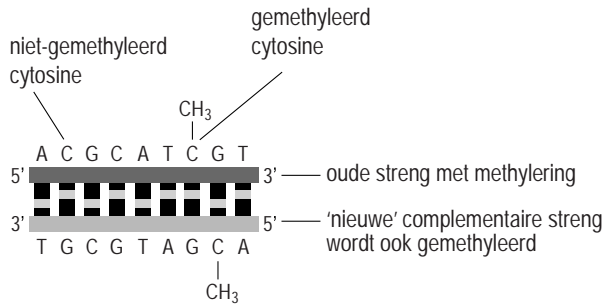 gemethyleerd
cytosine
niet-gemethyleerd
cytosine
CH3
A C G C A T C G T
5’ 3’ oude streng met methylering
3’ 5’ ‘nieuwe’ complementaire streng
wordt ook gemethyleerd
T G C G T A G C A
CH3